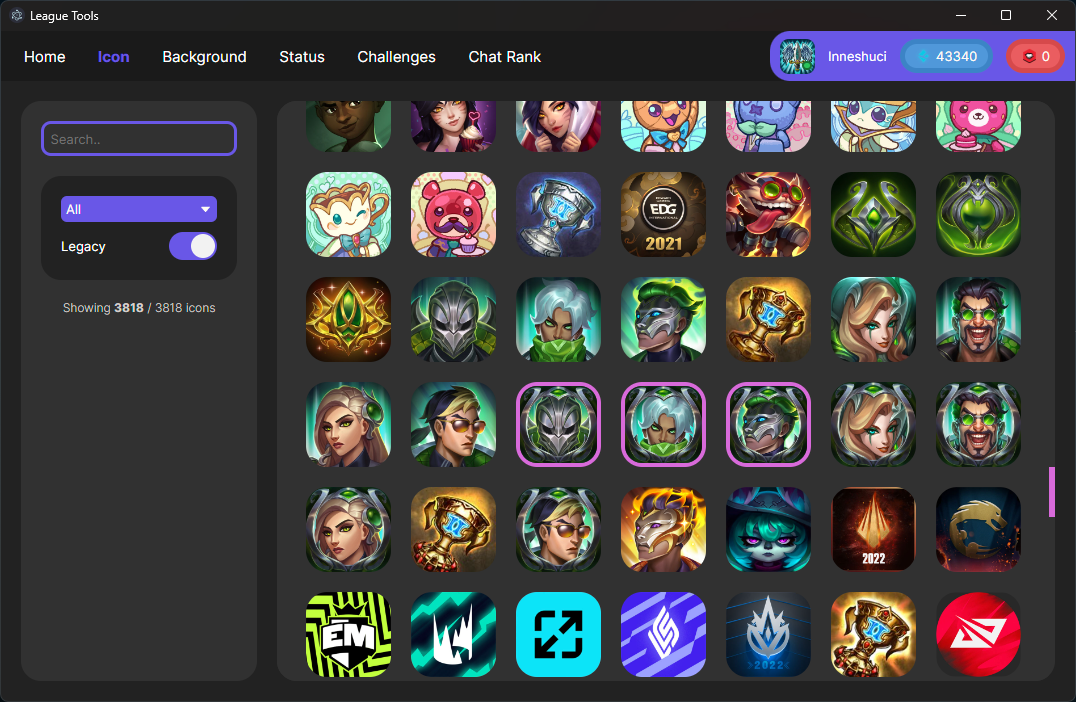 League Tools
Home
Icon
Background
Status
Challenges
Chat Rank
Inneshuci
43340
0
Search..
All
Legacy
Showing 3818 / 3818 icons
EDG
2021
2022
EM
2022